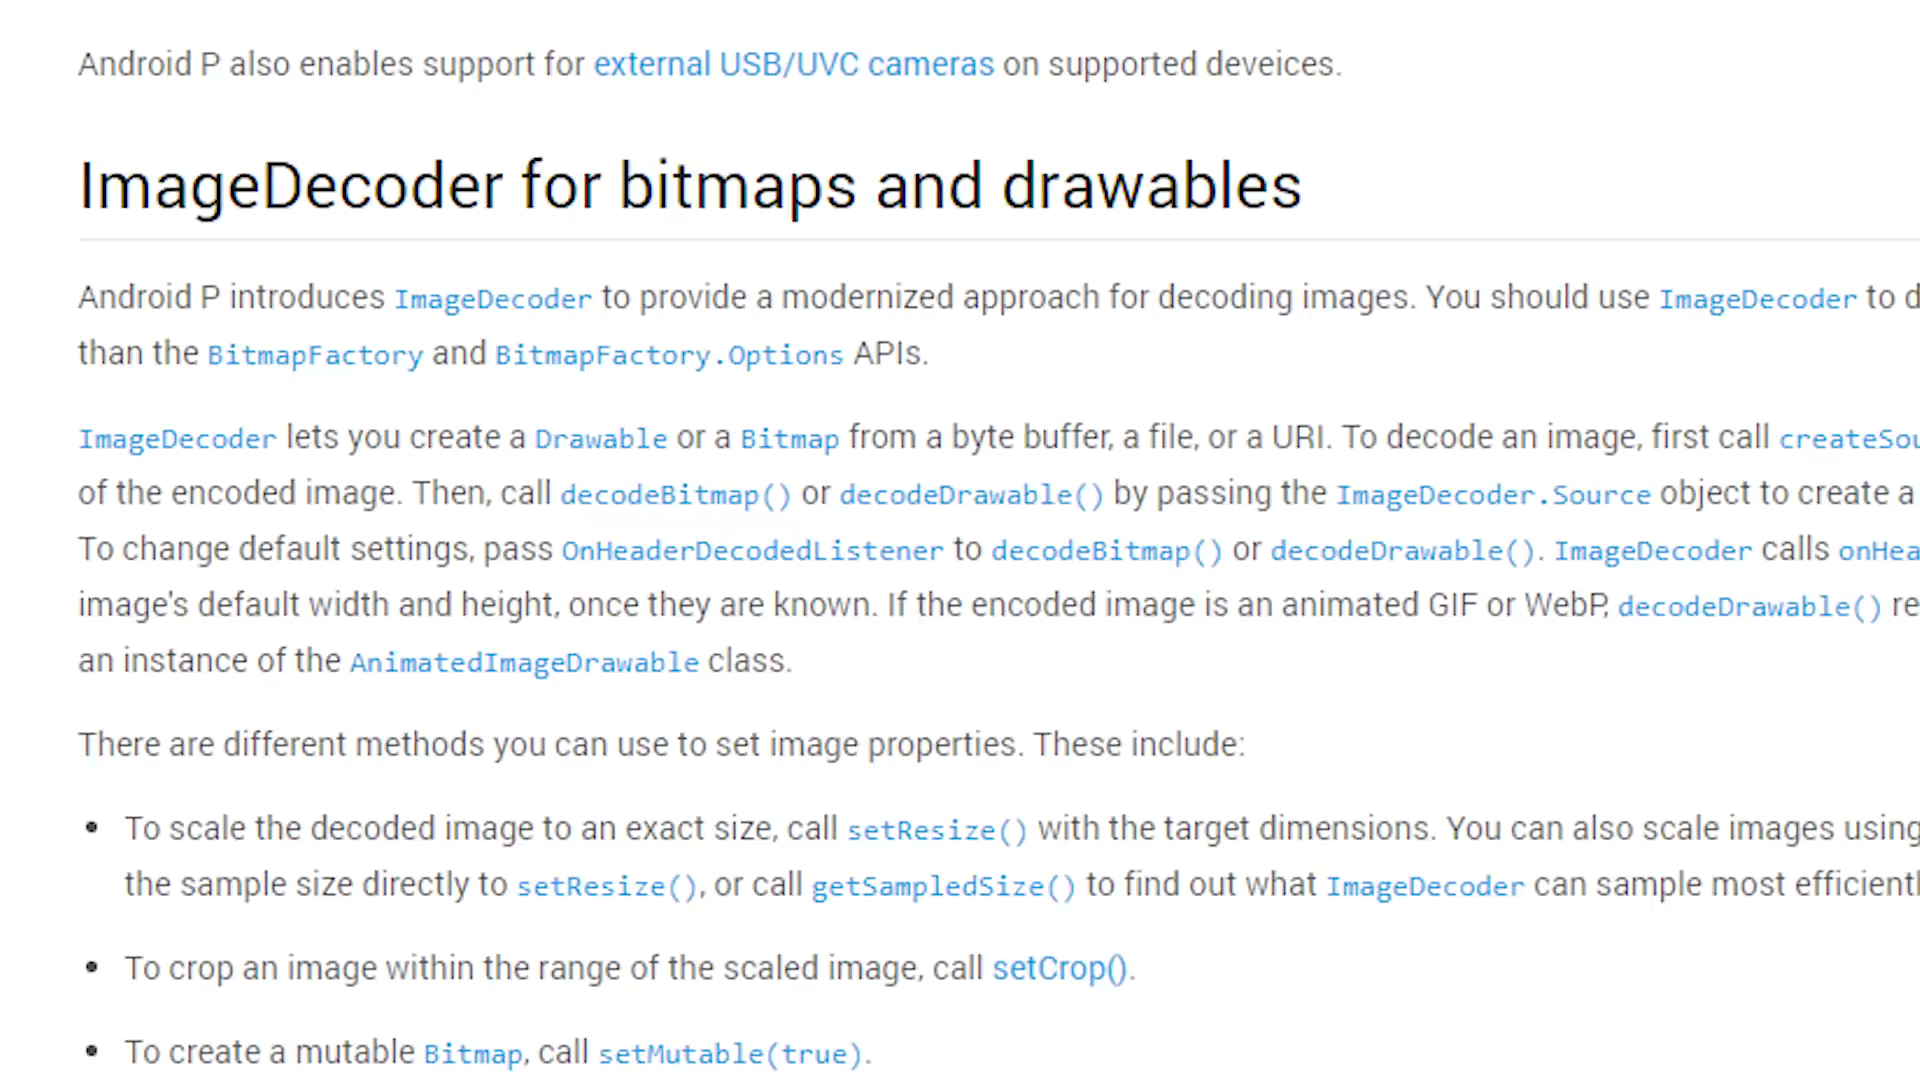 Android P also enables support for external USB/UVC cameras on supported deveices.
ImageDecoder for bitmaps and drawables
Android P introduces ImageDecoder to provide a modernized approach for decoding images. You should use ImageDecoder to d
than the BitmapFactory and BitmapFactory.Options APIs.
ImageDecoder lets you create a Drawable or a Bitmap from a byte buffer, a file, or a URI. To decode an image, first call createSou
of the encoded image. Then, call decodeBitmap() or decodeDrawable() by passing the ImageDecoder.Source object to create a
To change default settings, pass OnHeaderDecodedListener to decodeBitmap() or decodeDrawable(). ImageDecoder calls onHea
image's default width and height, once they are known. If the encoded image is an animated GIF or WebP, decodeDrawable() re
an instance of the AnimatedImageDrawable class.
There are different methods you can use to set image properties. These include:
• To scale the decoded image to an exact size, call setResize() with the target dimensions. You can also scale images using
the sample size directly to setResize(), or call getSampledSize() to find out what ImageDecoder can sample most efficientl
• To crop an image within the range of the scaled image, call setCrop().
• To create a mutable Bitmap, call setMutable(true).